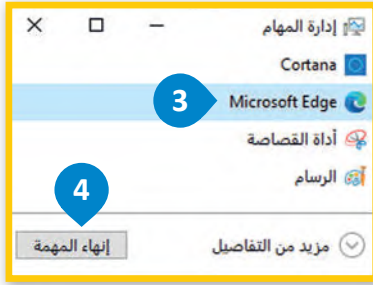 إدارة المهام
Cortana
Microsoft Edge
3
أداة القصاصة
الرسام
4
مزيد من التفاصيل
إنهاء المهمة